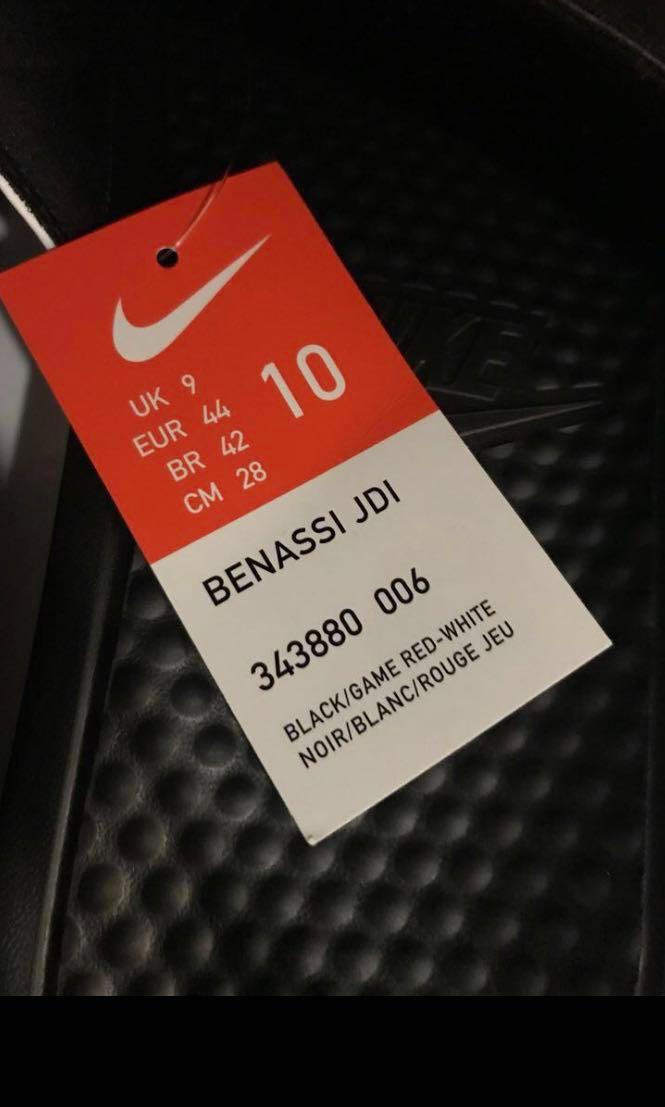 UK 9
EUR 44
BR 42
CM 28
10
BENASSI JDI
343880 006
BLACK/GAME RED-WHITE
NOIR/BLANC/ROUGE JEU
NIKE